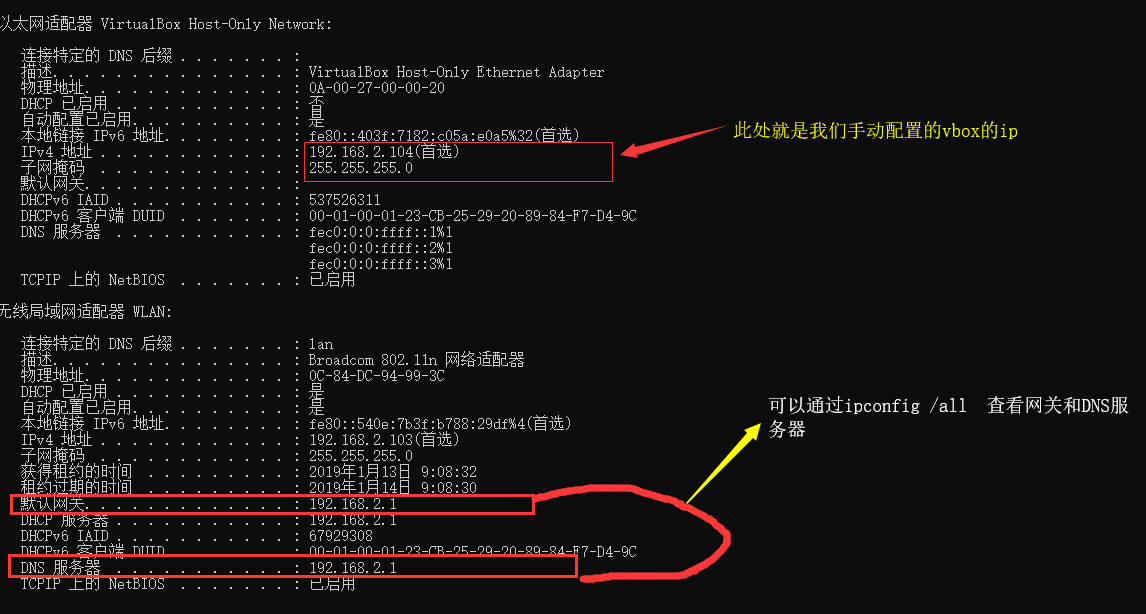 以太网适配器 VirtualBox Host-Only Network:
连接特定的 DNS 后缀 . . . . . . . :
描述. . . . . . . . . . . . . . . : VirtualBox Host-Only Ethernet Adapter
物理地址. . . . . . . . . . . . . : 0A-00-27-00-00-20
DHCP 已启用 . . . . . . . . . . . : 否
自动配置已启用. . . . . . . . . . : 是
本地链接 IPv6 地址. . . . . . . . : fe80::403f:7182:c05a:e0a5%32(首选)
IPv4 地址 . . . . . . . . . . . . : 192.168.2.104(首选)
子网掩码 . . . . . . . . . . . . : 255.255.255.0
默认网关. . . . . . . . . . . . . :
DHCPv6 IAID . . . . . . . . . . . : 537526311
DHCPv6 客户端 DUID . . . . . . . : 00-01-00-01-23-CB-25-29-20-89-84-F7-D4-9C
DNS 服务器 . . . . . . . . . . . : fec0:0:0:ffff::1%1
fec0:0:0:ffff::2%1
fec0:0:0:ffff::3%1
TCPIP 上的 NetBIOS . . . . . . . : 已启用
此处就是我们手动配置的vbox的ip
无线局域网适配器 WLAN:
连接特定的 DNS 后缀 . . . . . . . : lan
描述. . . . . . . . . . . . . . . : Broadcom 802.11n 网络适配器
物理地址. . . . . . . . . . . . . : 0C-84-DC-94-99-3C
DHCP 已启用 . . . . . . . . . . . : 是
自动配置已启用. . . . . . . . . . : 是
本地链接 IPv6 地址. . . . . . . . : fe80::540e:7b3f:b788:29df%4(首选)
IPv4 地址 . . . . . . . . . . . . : 192.168.2.103(首选)
子网掩码 . . . . . . . . . . . . : 255.255.255.0
获得租约的时间 . . . . . . . . . : 2019年1月13日 9:08:32
租约过期的时间 . . . . . . . . . : 2019年1月14日 9:08:30
默认网关. . . . . . . . . . . . . : 192.168.2.1
DHCP 服务器 . . . . . . . . . . . : 192.168.2.1
DHCPv6 IAID . . . . . . . . . . . : 67929308
DHCPv6 客户端 DUID . . . . . . . : 00-01-00-01-23-CB-25-29-20-89-84-F7-D4-9C
DNS 服务器 . . . . . . . . . . . : 192.168.2.1
TCPIP 上的 NetBIOS . . . . . . . : 已启用
可以通过ipconfig /all 查看网关和DNS服
务器